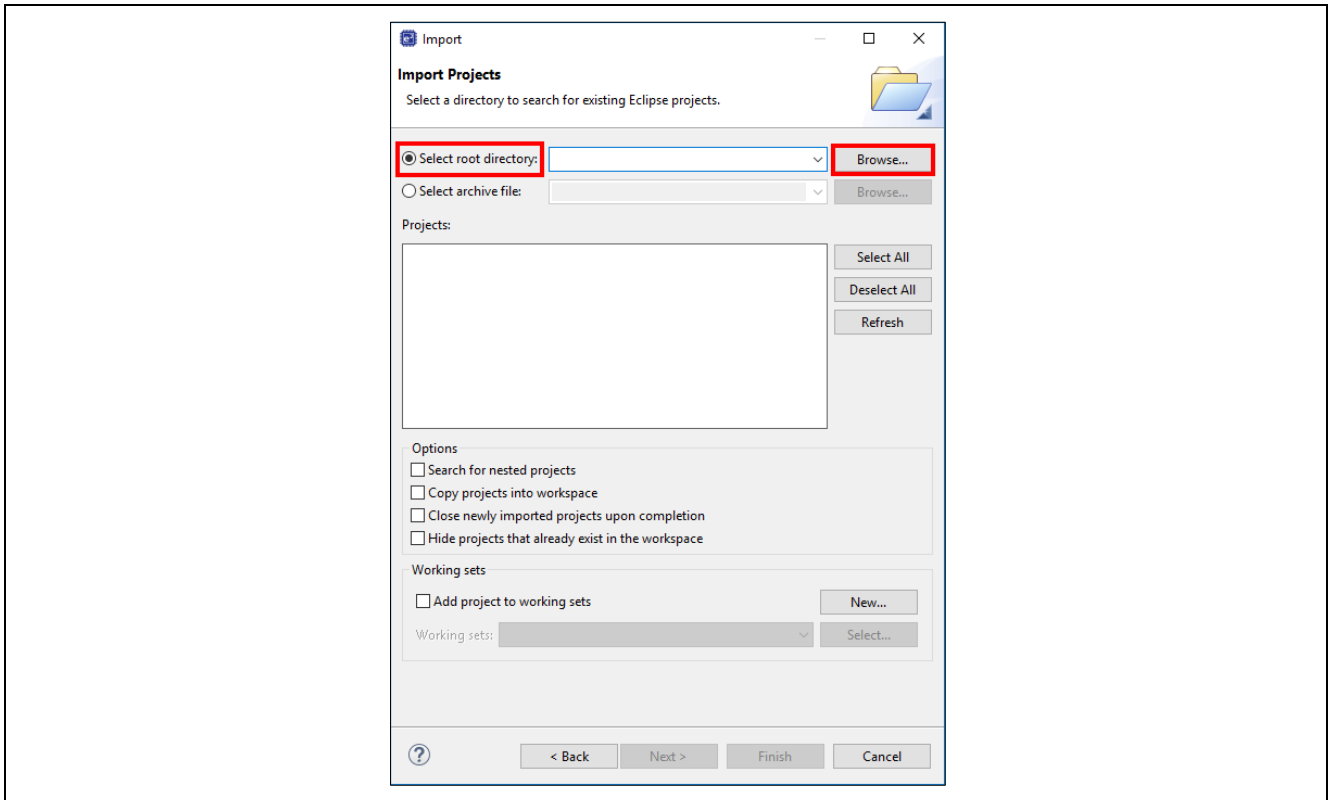 Import
Import Projects
Select a directory to search for existing Eclipse projects.
Select root directory: Browse...
Select archive file: Browse...
Projects:
Select All
Deselect All
Refresh
Options
Search for nested projects
Copy projects into workspace
Close newly imported projects upon completion
Hide projects that already exist in the workspace
Working sets
Add project to working sets New...
Working sets: Select...
? < Back Next > Finish Cancel